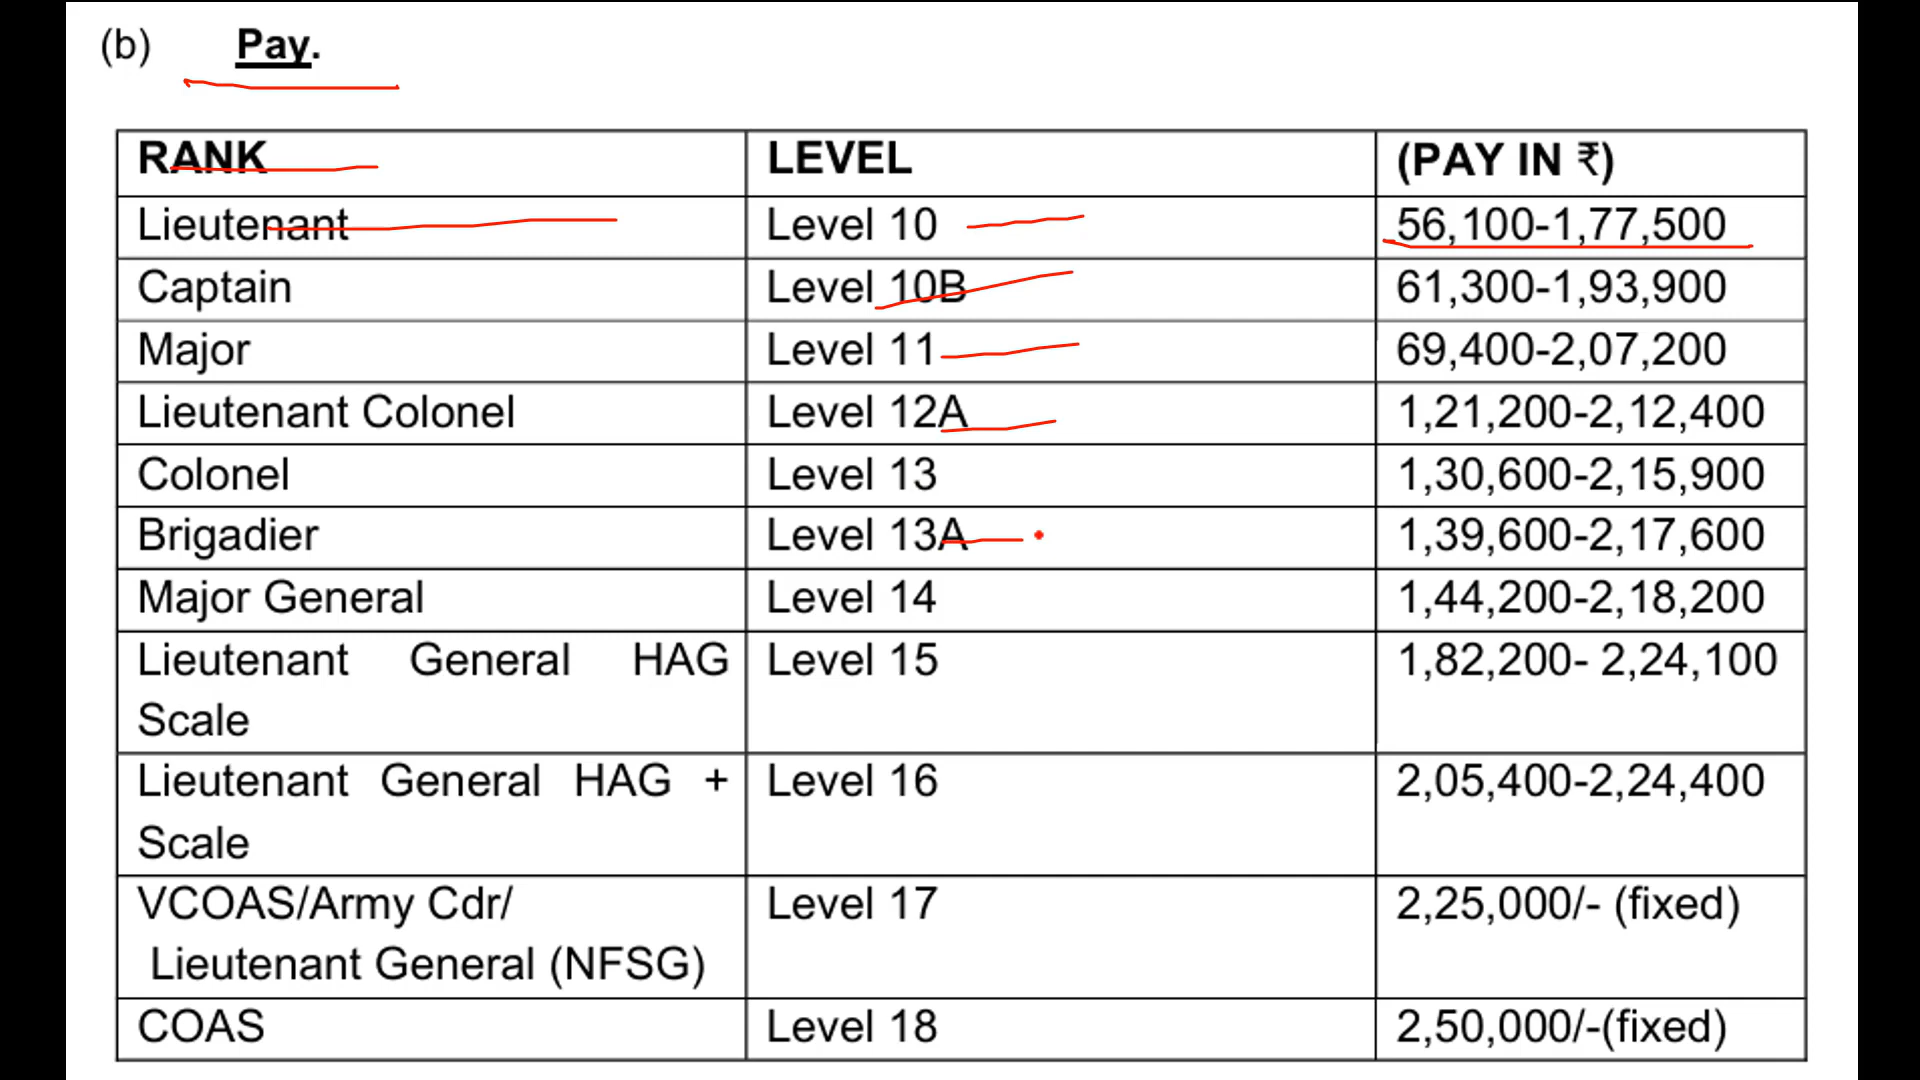 (b) Pay.
RANK LEVEL (PAY IN ₹)
Lieutenant Level 10 56,100-1,77,500
Captain Level 10B 61,300-1,93,900
Major Level 11 69,400-2,07,200
Lieutenant Colonel Level 12A 1,21,200-2,12,400
Colonel Level 13 1,30,600-2,15,900
Brigadier Level 13A 1,39,600-2,17,600
Major General Level 14 1,44,200-2,18,200
Lieutenant General HAG Level 15 1,82,200- 2,24,100
Scale
Lieutenant General HAG + Level 16 2,05,400-2,24,400
Scale
VCOAS/Army Cdr/ Level 17 2,25,000/- (fixed)
Lieutenant General (NFSG)
COAS Level 18 2,50,000/-(fixed)